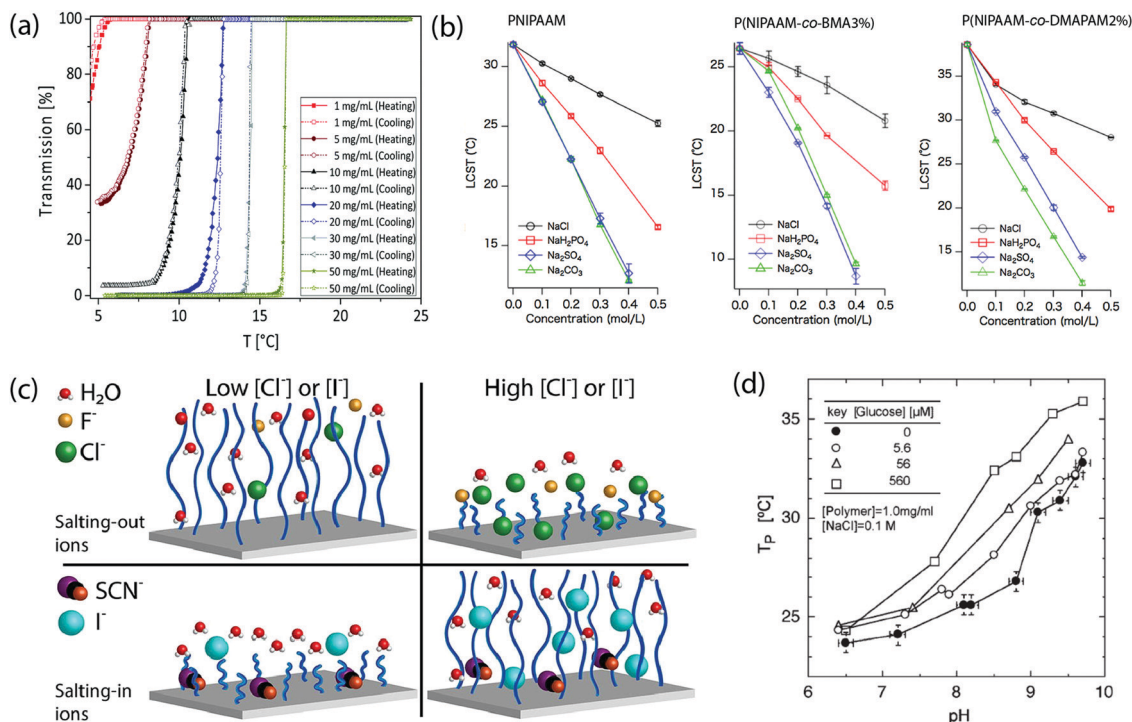 (a)
Transmission [%]
100
80
60
40
20
0
5
10
15
20
25
T [°C]
1 mg/mL (Heating)
1 mg/mL (Cooling)
5 mg/mL (Heating)
5 mg/mL (Cooling)
10 mg/mL (Heating)
10 mg/mL (Cooling)
20 mg/mL (Heating)
20 mg/mL (Cooling)
30 mg/mL (Heating)
30 mg/mL (Cooling)
50 mg/mL (Heating)
50 mg/mL (Cooling)
(b)
PNIPAAM
LCST (°C)
30
25
20
15
NaCl
NaH₂PO₄
Na₂SO₄
Na₂CO₃
0.0 0.1 0.2 0.3 0.4 0.5
Concentration (mol/L)
P(NIPAAM-co-BMA3%)
LCST (°C)
25
20
15
10
NaCl
NaH₂PO₄
Na₂SO₄
Na₂CO₃
0.0 0.1 0.2 0.3 0.4 0.5
Concentration (mol/L)
P(NIPAAM-co-DMAPAM2%)
LCST (°C)
35
30
25
20
15
NaCl
NaH₂PO₄
Na₂SO₄
Na₂CO₃
0.0 0.1 0.2 0.3 0.4 0.5
Concentration (mol/L)
(c)
H₂O
F⁻
Cl⁻
Low [Cl⁻] or [I⁻]
High [Cl⁻] or [I⁻]
Salting-out
ions
SCN⁻
I⁻
Salting-in
ions
(d)
key [Glucose] [μM]
0
5.6
56
560
[Polymer]=1.0mg/ml
[NaCl]=0.1 M
Tₚ [°C]
35
30
25
6 7 8 9 10
pH